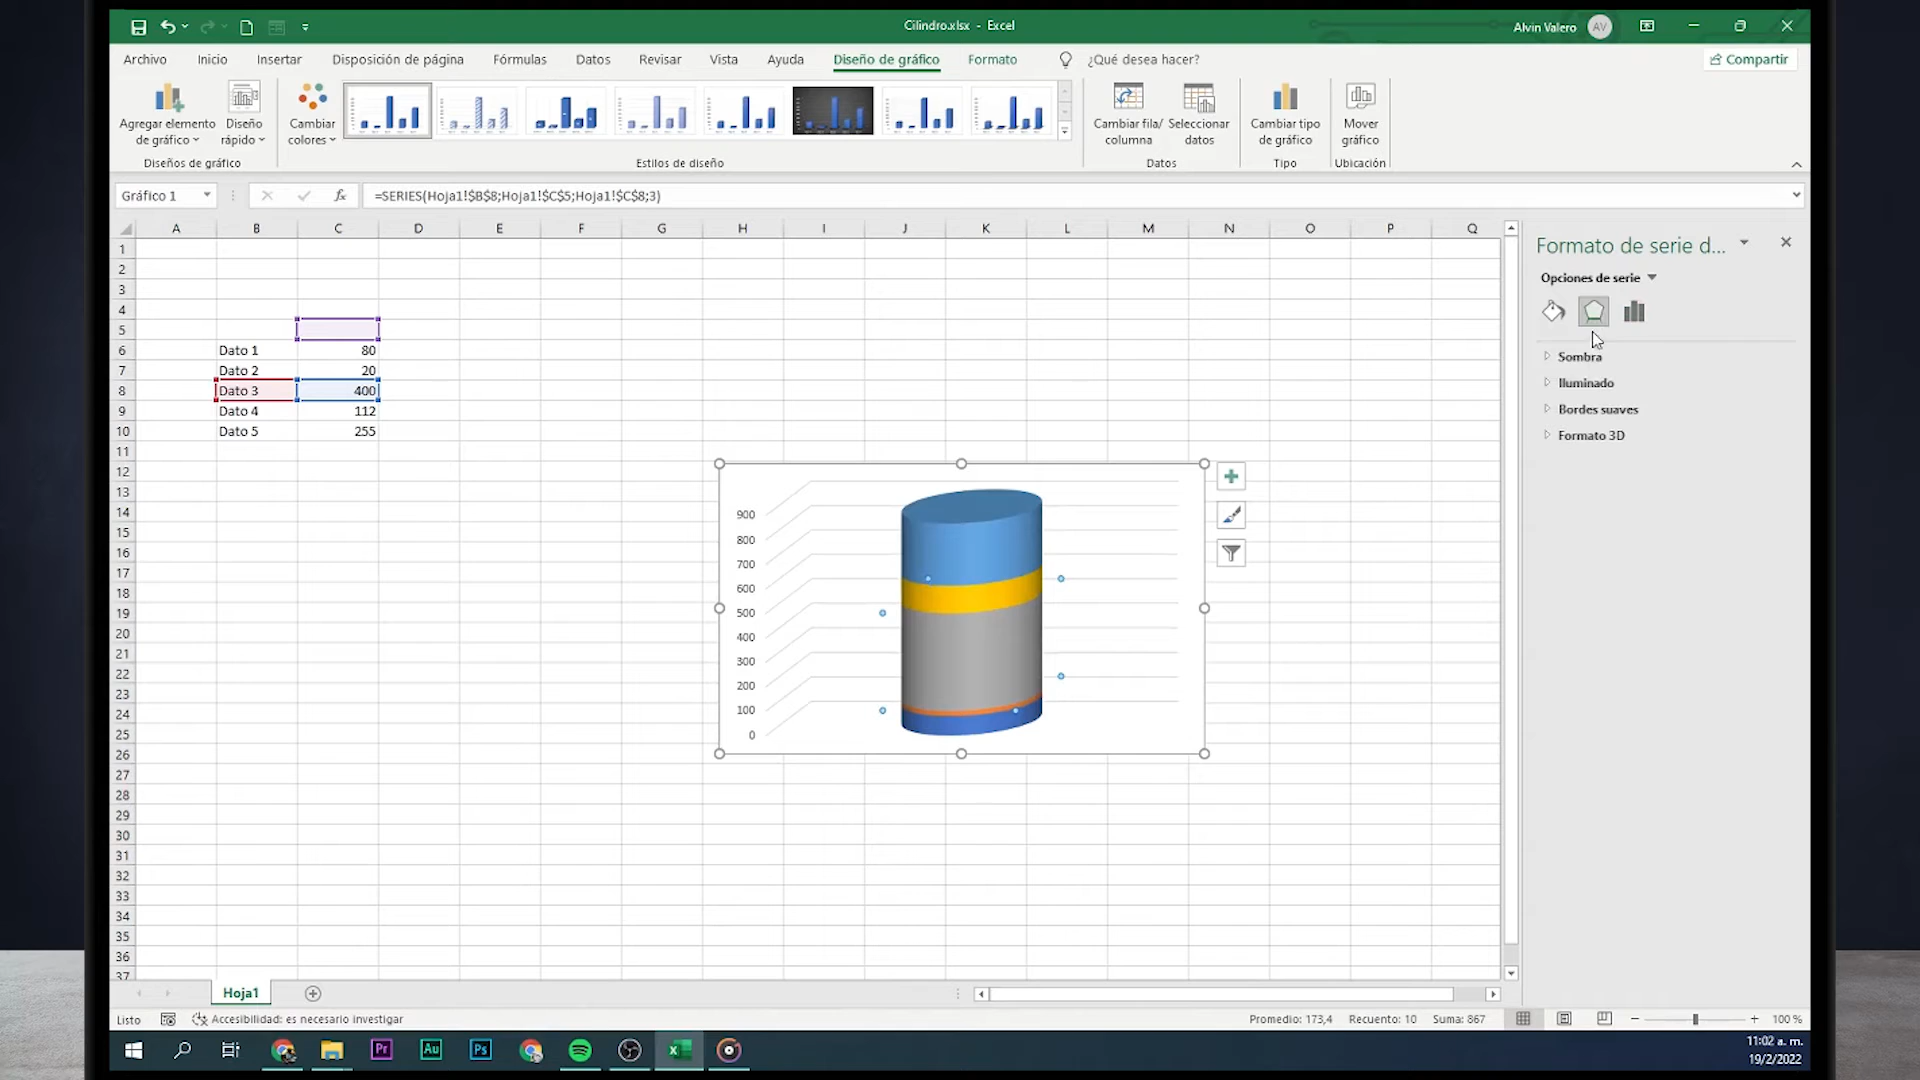 Cilindro.xlsx - Excel
Alvin Valero
AV
Archivo
Inicio
Insertar
Disposición de página
Fórmulas
Datos
Revisar
Vista
Ayuda
Diseño de gráfico
Formato
¿Qué desea hacer?
Compartir
Agregar elemento
de gráfico
Diseño
rápido
Cambiar
colores
Cambiar fila/
columna
Seleccionar
datos
Cambiar tipo
de gráfico
Mover
gráfico
Diseños de gráfico
Estilos de diseño
Datos
Tipo
Ubicación
Gráfico 1
fx
=SERIES(Hoja1!$B$8;Hoja1!$C$5;Hoja1!$C$8;3)
A B C D E F G H I J K L M N O P Q
1
2
3
4
5
6 Dato 1 80
7 Dato 2 20
8 Dato 3 400
9 Dato 4 112
10 Dato 5 255
11
12
13
14
15
16
17
18
19
20
21
22
23
24
25
26
27
28
29
30
31
32
33
34
35
36
37
900
800
700
600
500
400
300
200
100
0
Formato de serie d...
Opciones de serie
Sombra
Iluminado
Bordes suaves
Formato 3D
Hoja1
Listo
Accesibilidad: es necesario investigar
Promedio: 173,4
Recuento: 10
Suma: 867
100 %
Pr
Au
Ps
11:02 a. m.
19/2/2022